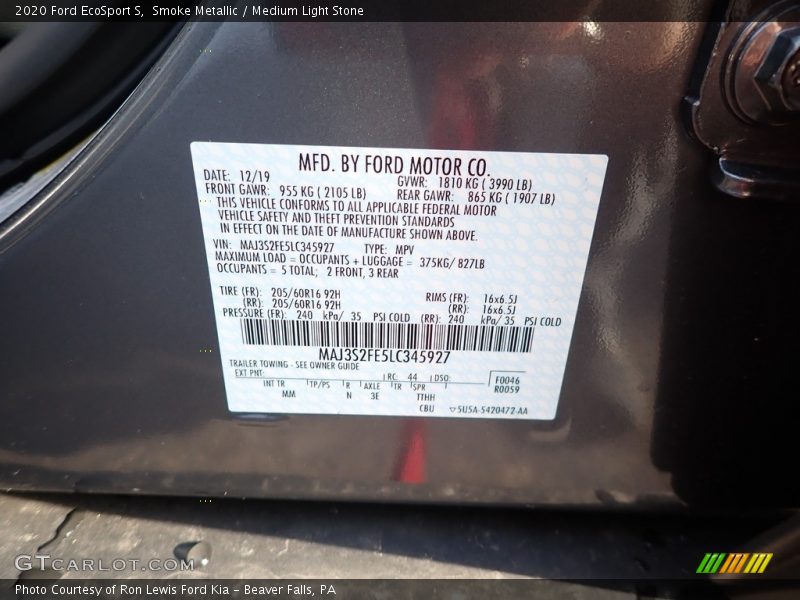 2020 Ford EcoSport S,  Smoke Metallic / Medium Light Stone
MFD. BY FORD MOTOR CO.
DATE: 12/19 GVWR: 1810 KG ( 3990 LB)
FRONT GAWR: 955 KG ( 2105 LB) REAR GAWR: 865 KG ( 1907 LB)
THIS VEHICLE CONFORMS TO ALL APPLICABLE FEDERAL MOTOR
VEHICLE SAFETY AND THEFT PREVENTION STANDARDS
IN EFFECT ON THE DATE OF MANUFACTURE SHOWN ABOVE.
VIN: MAJ3S2FE5LC345927 TYPE: MPV
MAXIMUM LOAD = OCCUPANTS + LUGGAGE = 375KG/ 827LB
OCCUPANTS = 5 TOTAL; 2 FRONT, 3 REAR
TIRE (FR): 205/60R16 92H RIMS (FR): 16x6.5J
(RR): 205/60R16 92H (RR): 16x6.5J
PRESSURE (FR): 240 kPa/ 35 PSI COLD (RR): 240 kPa/ 35 PSI COLD
MAJ3S2FE5LC345927
TRAILER TOWING - SEE OWNER GUIDE
EXT PNT: RC: 44 DSO: F0046
R0059
INT TR TP/PS R AXLE TR SPR
MM N 3E TTHH
CBU 5U5A-5420472-AA
GTCARLOT.COM
Photo Courtesy of Ron Lewis Ford Kia – Beaver Falls, PA